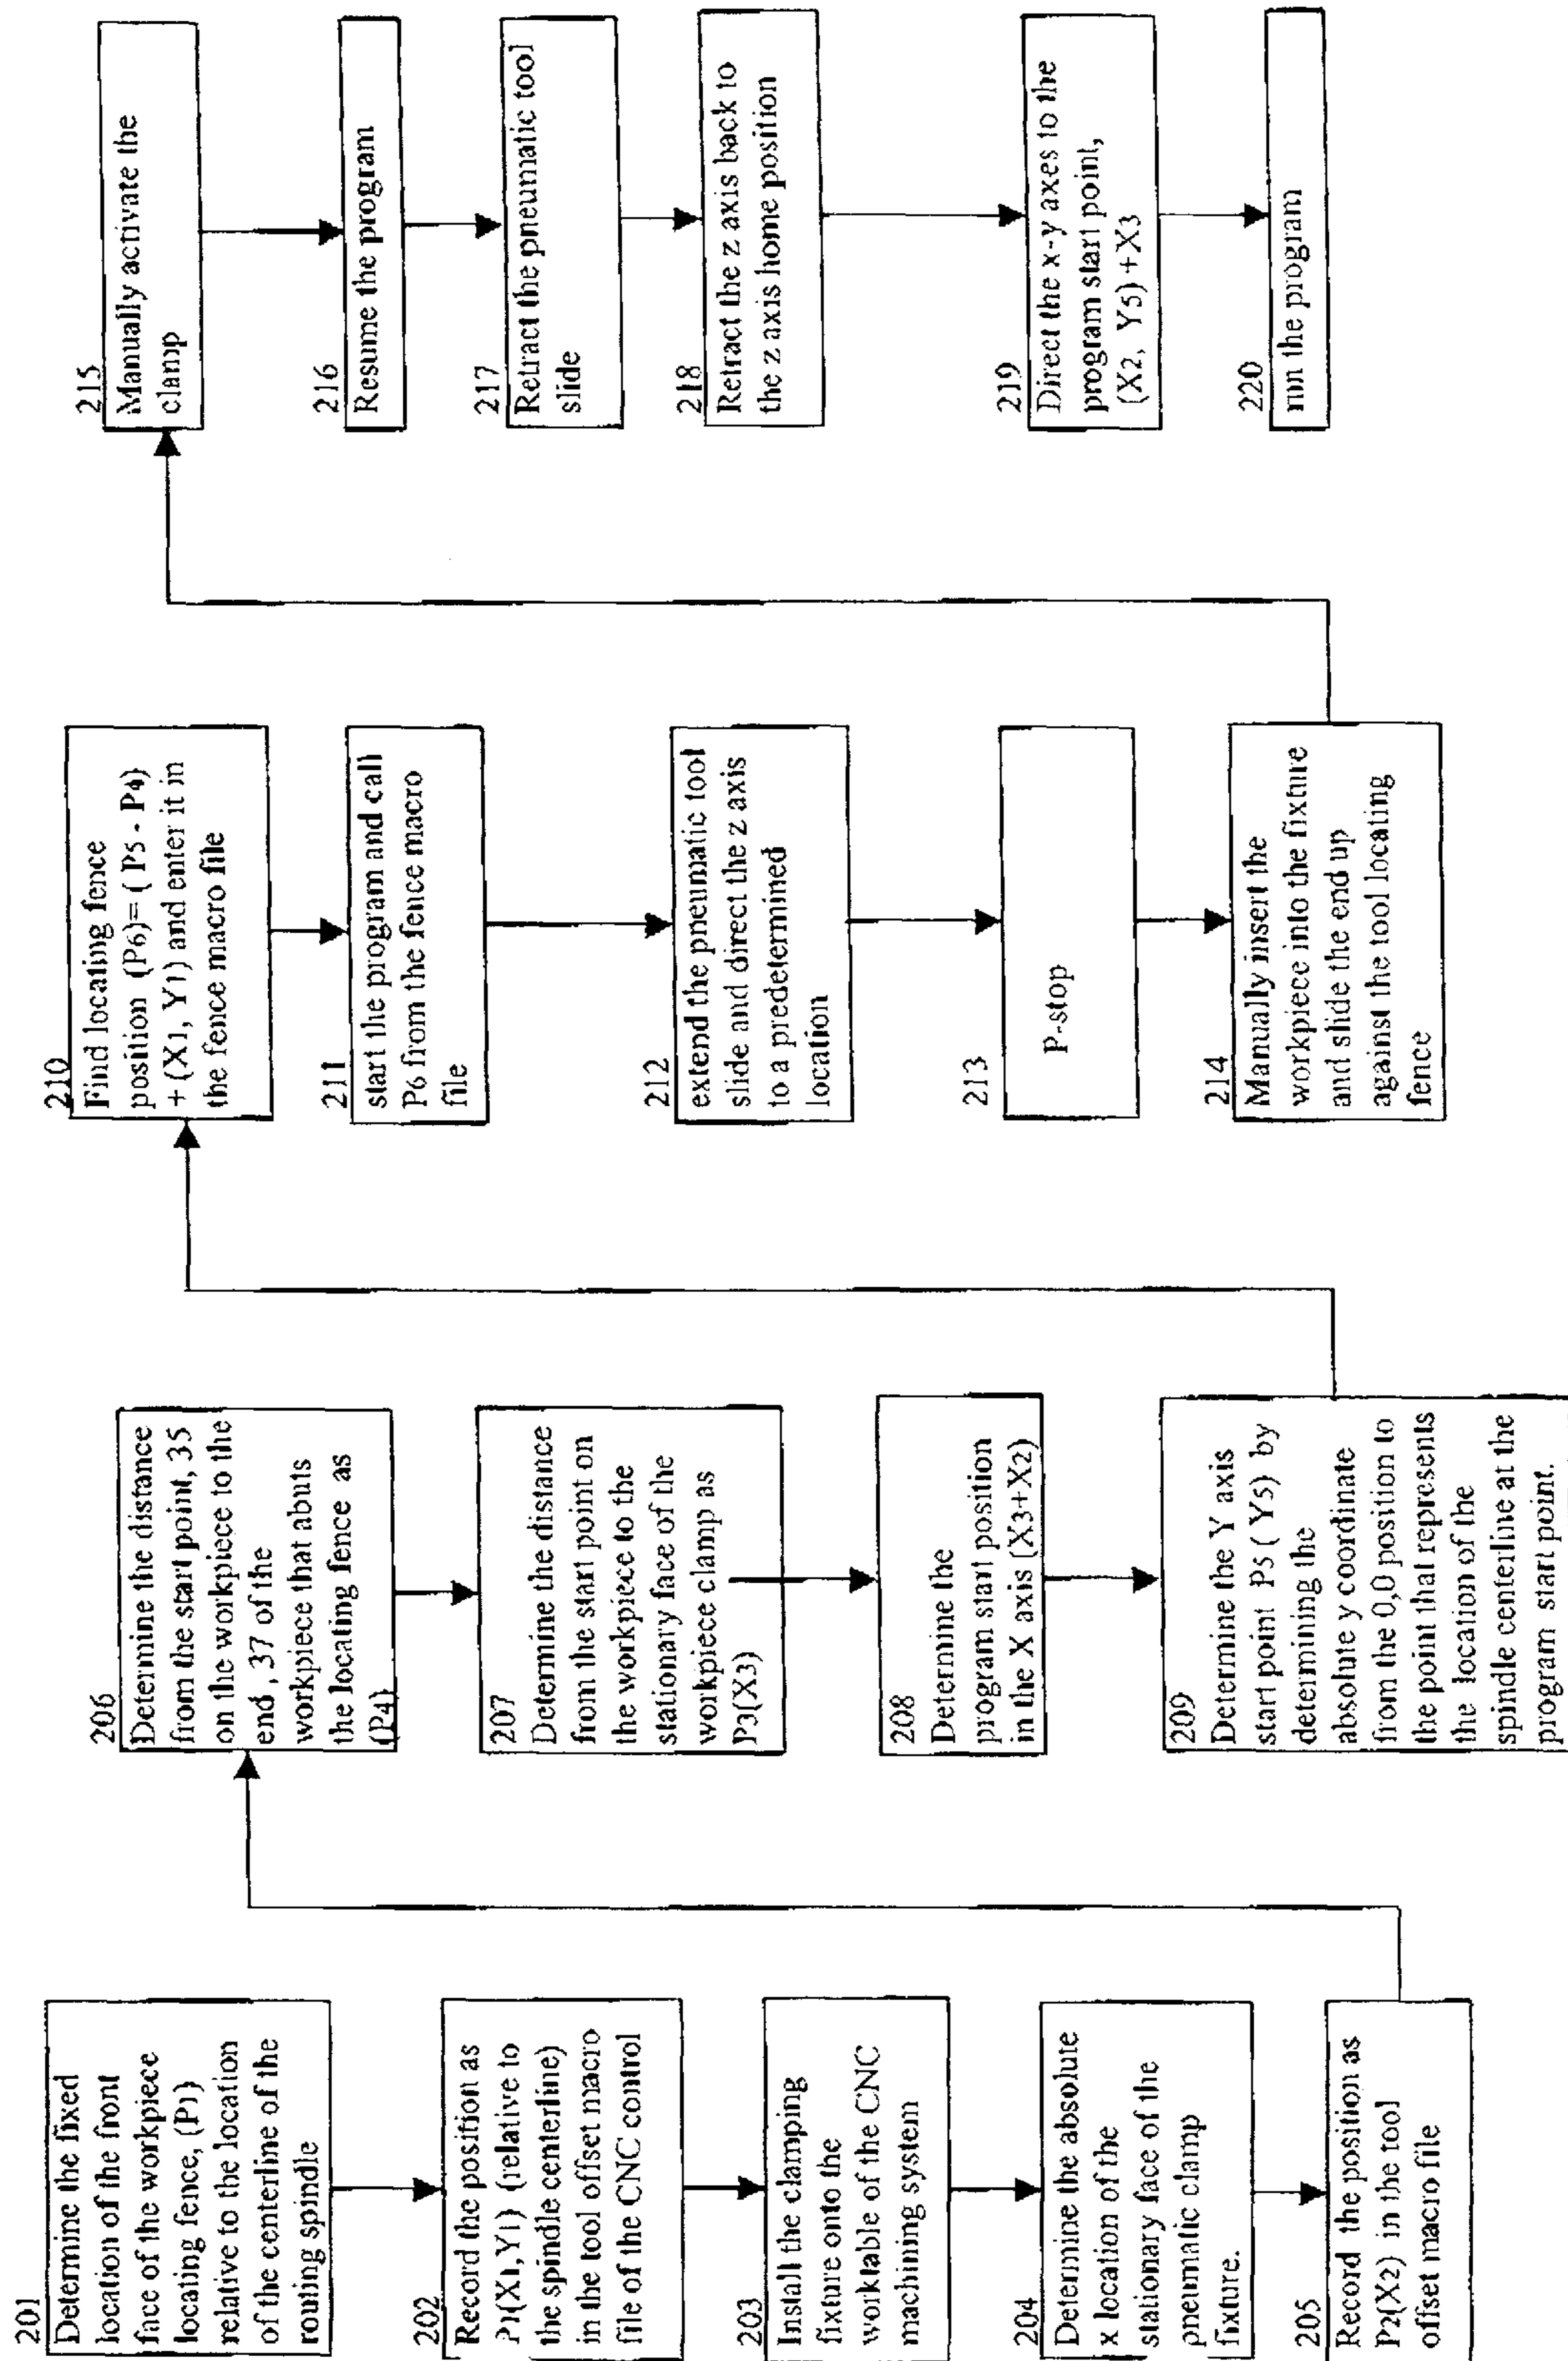 201
Determine the fixed
location of the front
face of the workpiece
locating fence, (P1)
relative to the location
of the centerline of the
routing spindle
202
Record the position as
P1(X1,Y1) (relative to
the spindle centerline)
in the tool offset macro
file of the CNC control
203
Install the clamping
fixture onto the
worktable of the CNC
machining system
204
Determine the absolute
x location of the
stationary face of the
pneumatic clamp
fixture.
205
Record the position as
P2(X2) in the tool
offset macro file
206
Determine the distance
from the start point, 35
on the workpiece to the
end , 37 of the
workpiece that abuts
the locating fence as
(P4)
207
Determine the distance
from the start point on
the workpiece to the
stationary face of the
workpiece clamp as
P3(X3)
208
Determine the
program start position
in the X axis (X3+X2)
209
Determine the Y axis
start point P5 ( Y5) by
determining the
absolute y coordinate
from the 0,0 position to
the point that represents
the location of the
spindle centerline at the
program start point.
210
Find locating fence
position (P6)= ( P5 - P4)
+ (X1, Y1) and enter it in
the fence macro file
211
start the program and call
P6 from the fence macro
file
212
extend the pneumatic tool
slide and direct the z axis
to a predetermined
location
213
P-stop
214
Manually insert the
workpiece into the fixture
and slide the end up
against the tool locating
fence
215
Manually activate the
clamp
216
Resume the program
217
Retract the pneumatic tool
slide
218
Retract the z axis back to
the z axis home position
219
Direct the x-y axes to the
program start point,
(X2, Y5) +X3
220
run the program